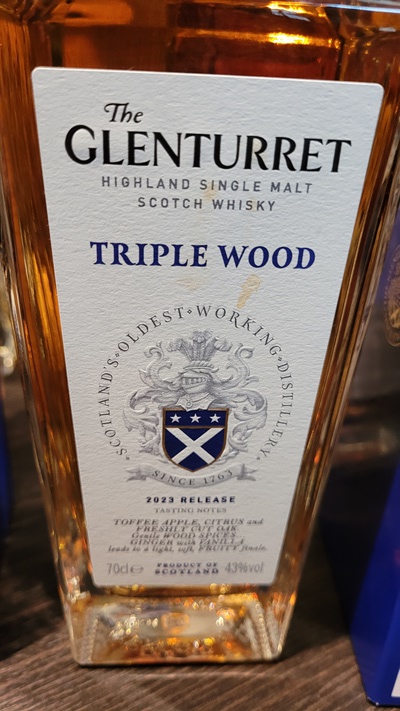 The
GLENTURRET
HIGHLAND SINGLE MALT
SCOTCH WHISKY
TRIPLE WOOD
SCOTLAND'S•OLDEST•WORKING•DISTILLERY•
SINCE 1763
2023 RELEASE
TASTING NOTES
TOFFEE APPLE, CITRUS and
FRESHLY CUT OAK.
Gentle WOOD SPICES,
GINGER with VANILLA
leads to a light, soft, FRUITY finish.
70cl e PRODUCT OF SCOTLAND 43%vol